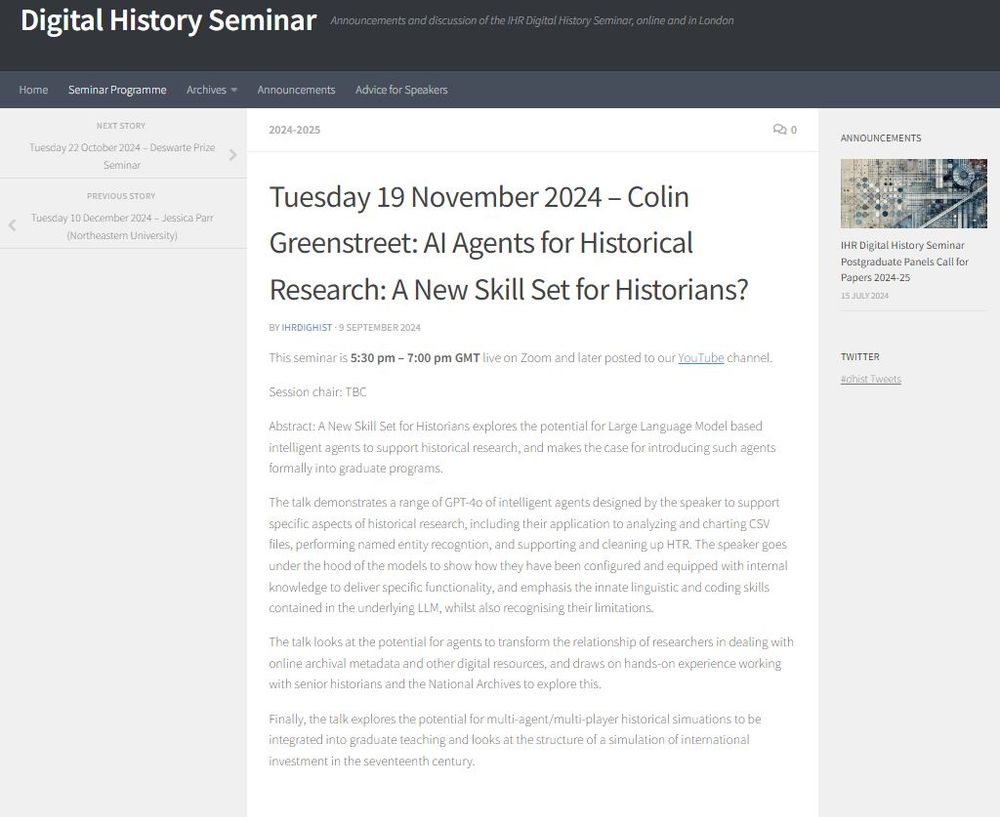 Digital History Seminar
Announcements and discussion of the IHR Digital History Seminar, online and in London
Home
Seminar Programme
Archives
Announcements
Advice for Speakers
NEXT STORY
Tuesday 22 October 2024 – Deswarte Prize
Seminar
PREVIOUS STORY
Tuesday 10 December 2024 – Jessica Parr
(Northeastern University)
2024-2025
0
Tuesday 19 November 2024 – Colin
Greenstreet: AI Agents for Historical
Research: A New Skill Set for Historians?
BY IHRDIGHIST · 9 SEPTEMBER 2024
This seminar is 5:30 pm – 7:00 pm GMT live on Zoom and later posted to our YouTube channel.
Session chair: TBC
Abstract: A New Skill Set for Historians explores the potential for Large Language Model based
intelligent agents to support historical research, and makes the case for introducing such agents
formally into graduate programs.
The talk demonstrates a range of GPT-4o of intelligent agents designed by the speaker to support
specific aspects of historical research, including their application to analyzing and charting CSV
files, performing named entity recogntion, and supporting and cleaning up HTR. The speaker goes
under the hood of the models to show how they have been configured and equipped with internal
knowledge to deliver specific functionality, and emphasis the innate linguistic and coding skills
contained in the underlying LLM, whilst also recognising their limitations.
The talk looks at the potential for agents to transform the relationship of researchers in dealing with
online archival metadata and other digital resources, and draws on hands-on experience working
with senior historians and the National Archives to explore this.
Finally, the talk explores the potential for multi-agent/multi-player historical simuations to be
integrated into graduate teaching and looks at the structure of a simulation of international
investment in the seventeenth century.
ANNOUNCEMENTS
IHR Digital History Seminar
Postgraduate Panels Call for
Papers 2024-25
15 JULY 2024
TWITTER
#dhist Tweets